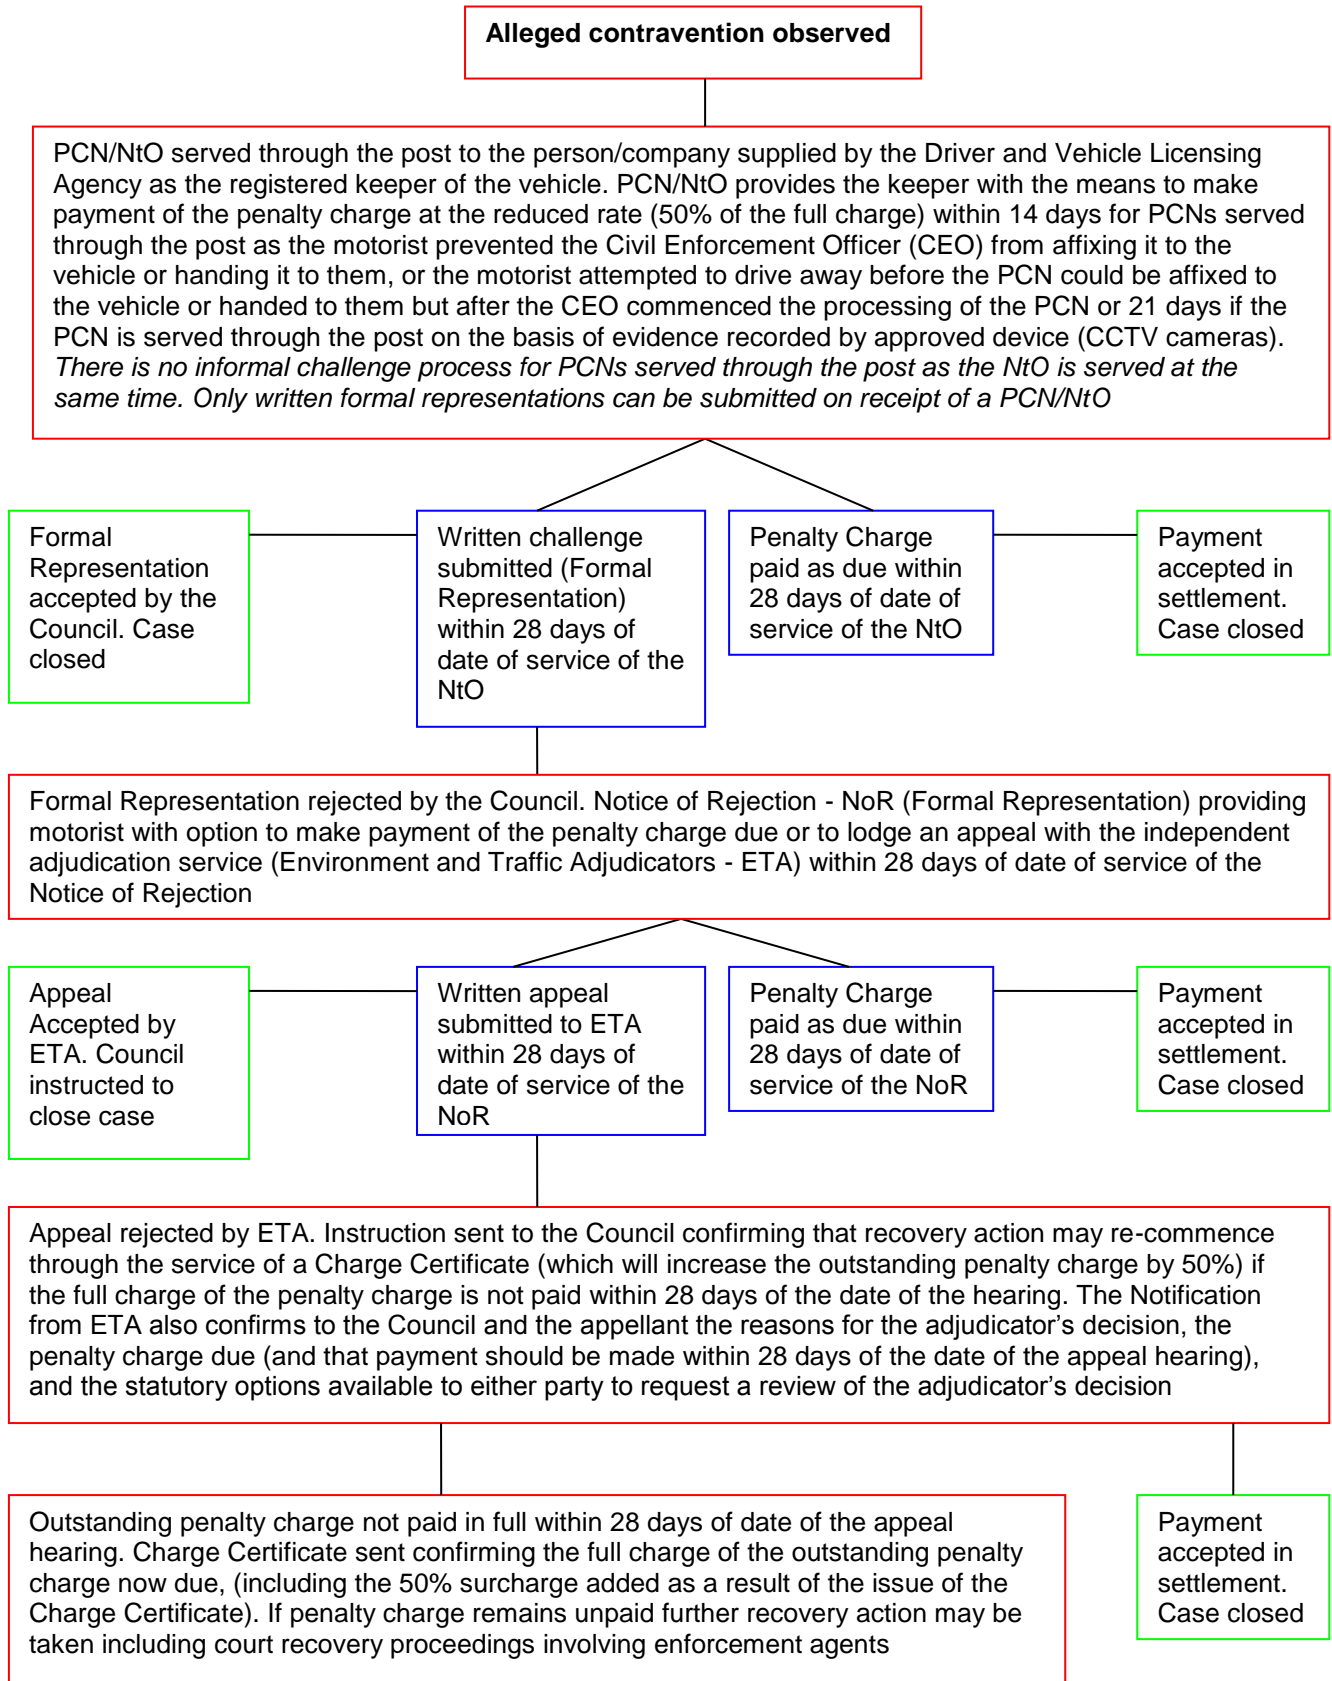 Alleged contravention observed
PCN/NtO served through the post to the person/company supplied by the Driver and Vehicle Licensing
Agency as the registered keeper of the vehicle. PCN/NtO provides the keeper with the means to make
payment of the penalty charge at the reduced rate (50% of the full charge) within 14 days for PCNs served
through the post as the motorist prevented the Civil Enforcement Officer (CEO) from affixing it to the
vehicle or handing it to them, or the motorist attempted to drive away before the PCN could be affixed to
the vehicle or handed to them but after the CEO commenced the processing of the PCN or 21 days if the
PCN is served through the post on the basis of evidence recorded by approved device (CCTV cameras).
There is no informal challenge process for PCNs served through the post as the NtO is served at the
same time. Only written formal representations can be submitted on receipt of a PCN/NtO
Formal
Representation
accepted by the
Council. Case
closed
Written challenge
submitted (Formal
Representation)
within 28 days of
date of service of the
NtO
Penalty Charge
paid as due within
28 days of date of
service of the NtO
Payment
accepted in
settlement.
Case closed
Formal Representation rejected by the Council. Notice of Rejection - NoR (Formal Representation) providing
motorist with option to make payment of the penalty charge due or to lodge an appeal with the independent
adjudication service (Environment and Traffic Adjudicators - ETA) within 28 days of date of service of the
Notice of Rejection
Appeal
Accepted by
ETA. Council
instructed to
close case
Written appeal
submitted to ETA
within 28 days of
date of service of the
NoR
Penalty Charge
paid as due within
28 days of date of
service of the NoR
Payment
accepted in
settlement.
Case closed
Appeal rejected by ETA. Instruction sent to the Council confirming that recovery action may re-commence
through the service of a Charge Certificate (which will increase the outstanding penalty charge by 50%) if
the full charge of the penalty charge is not paid within 28 days of the date of the hearing. The Notification
from ETA also confirms to the Council and the appellant the reasons for the adjudicator’s decision, the
penalty charge due (and that payment should be made within 28 days of the date of the appeal hearing),
and the statutory options available to either party to request a review of the adjudicator’s decision
Outstanding penalty charge not paid in full within 28 days of date of the appeal
hearing. Charge Certificate sent confirming the full charge of the outstanding penalty
charge now due, (including the 50% surcharge added as a result of the issue of the
Charge Certificate). If penalty charge remains unpaid further recovery action may be
taken including court recovery proceedings involving enforcement agents
Payment
accepted in
settlement.
Case closed